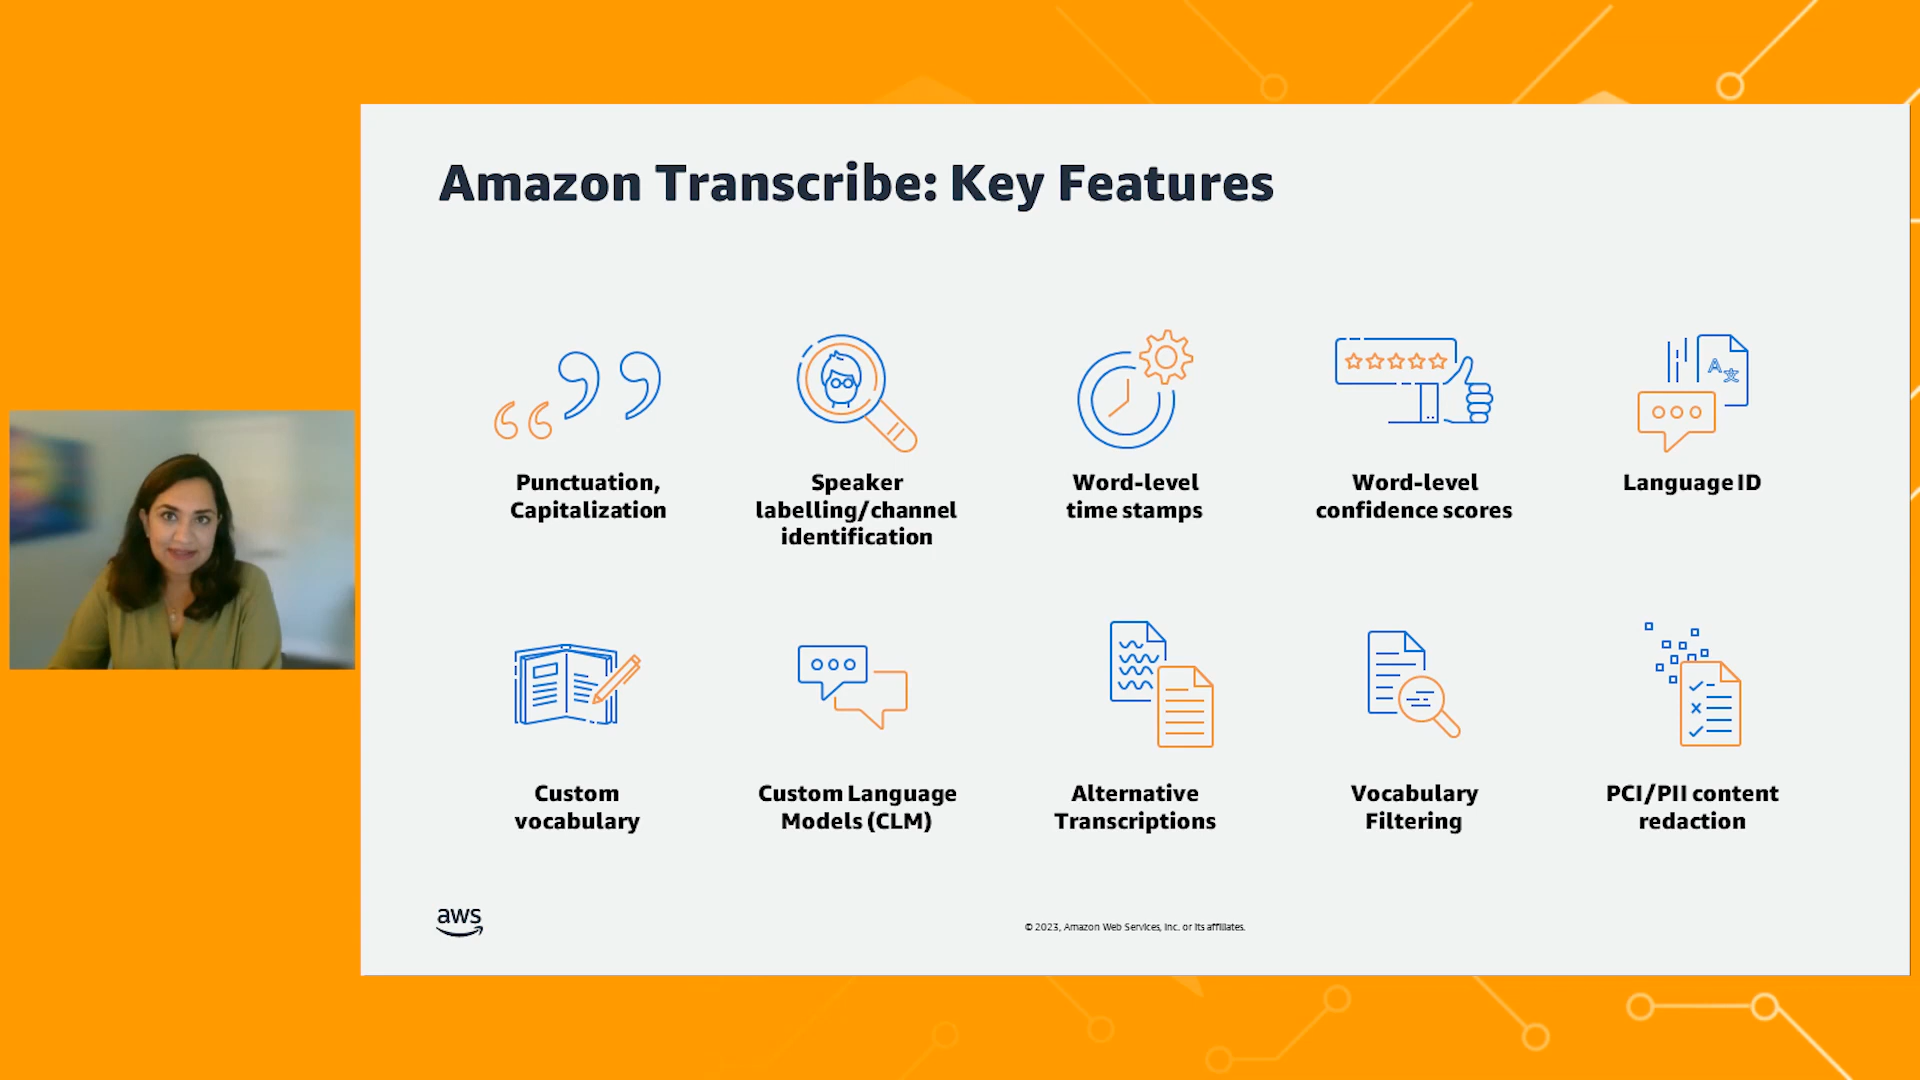 Amazon Transcribe: Key Features
Punctuation,
Capitalization
Speaker
labelling/channel
identification
Word-level
time stamps
Word-level
confidence scores
Language ID
Custom
vocabulary
Custom Language
Models (CLM)
Alternative
Transcriptions
Vocabulary
Filtering
PCI/PII content
redaction
aws
© 2023, Amazon Web Services, Inc. or its affiliates.